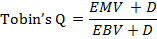 Tobin's Q = (EMV + D) / (EBV + D)